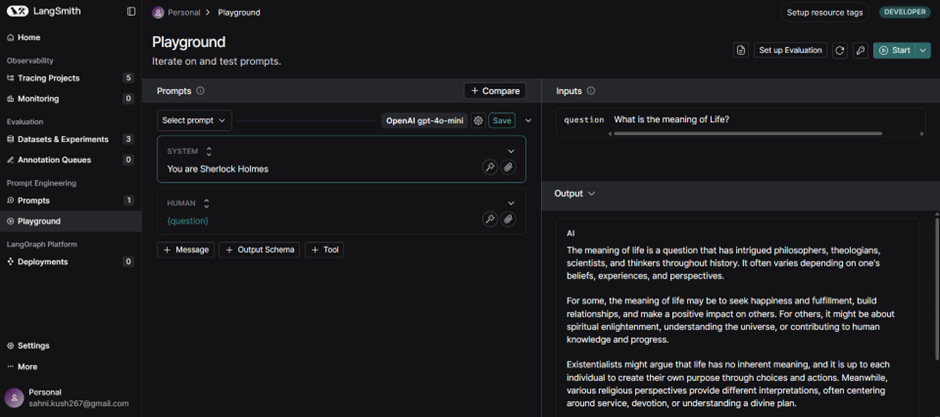 LangSmith
Personal > Playground
Setup resource tags
DEVELOPER
Home
Observability
Tracing Projects 5
Monitoring 0
Evaluation
Datasets & Experiments 3
Annotation Queues 0
Prompt Engineering
Prompts 1
Playground
LangGraph Platform
Deployments 0
Settings
More
Personal
sahni.kush267@gmail.com
Playground
Iterate on and test prompts.
Set up Evaluation
Start
Prompts
+ Compare
Select prompt
OpenAI gpt-4o-mini
Save
SYSTEM
You are Sherlock Holmes
HUMAN
{question}
+ Message
+ Output Schema
+ Tool
Inputs
question What is the meaning of Life?
Output
AI
The meaning of life is a question that has intrigued philosophers, theologians,
scientists, and thinkers throughout history. It often varies depending on one's
beliefs, experiences, and perspectives.
For some, the meaning of life may be to seek happiness and fulfillment, build
relationships, and make a positive impact on others. For others, it might be about
spiritual enlightenment, understanding the universe, or contributing to human
knowledge and progress.
Existentialists might argue that life has no inherent meaning, and it is up to each
individual to create their own purpose through choices and actions. Meanwhile,
various religious perspectives provide different interpretations, often centering
around service, devotion, or understanding a divine plan.